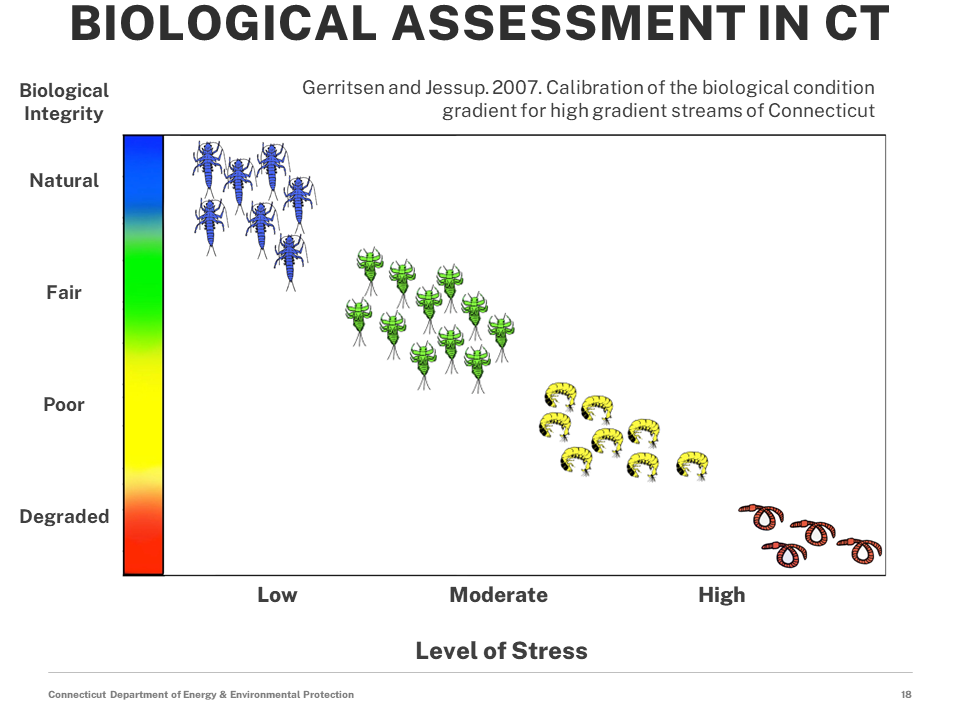 BIOLOGICAL ASSESSMENT IN CT
Biological
Integrity
Gerritsen and Jessup. 2007. Calibration of the biological condition
gradient for high gradient streams of Connecticut
Natural
Fair
Poor
Degraded
Low Moderate High
Level of Stress
Connecticut Department of Energy & Environmental Protection 18